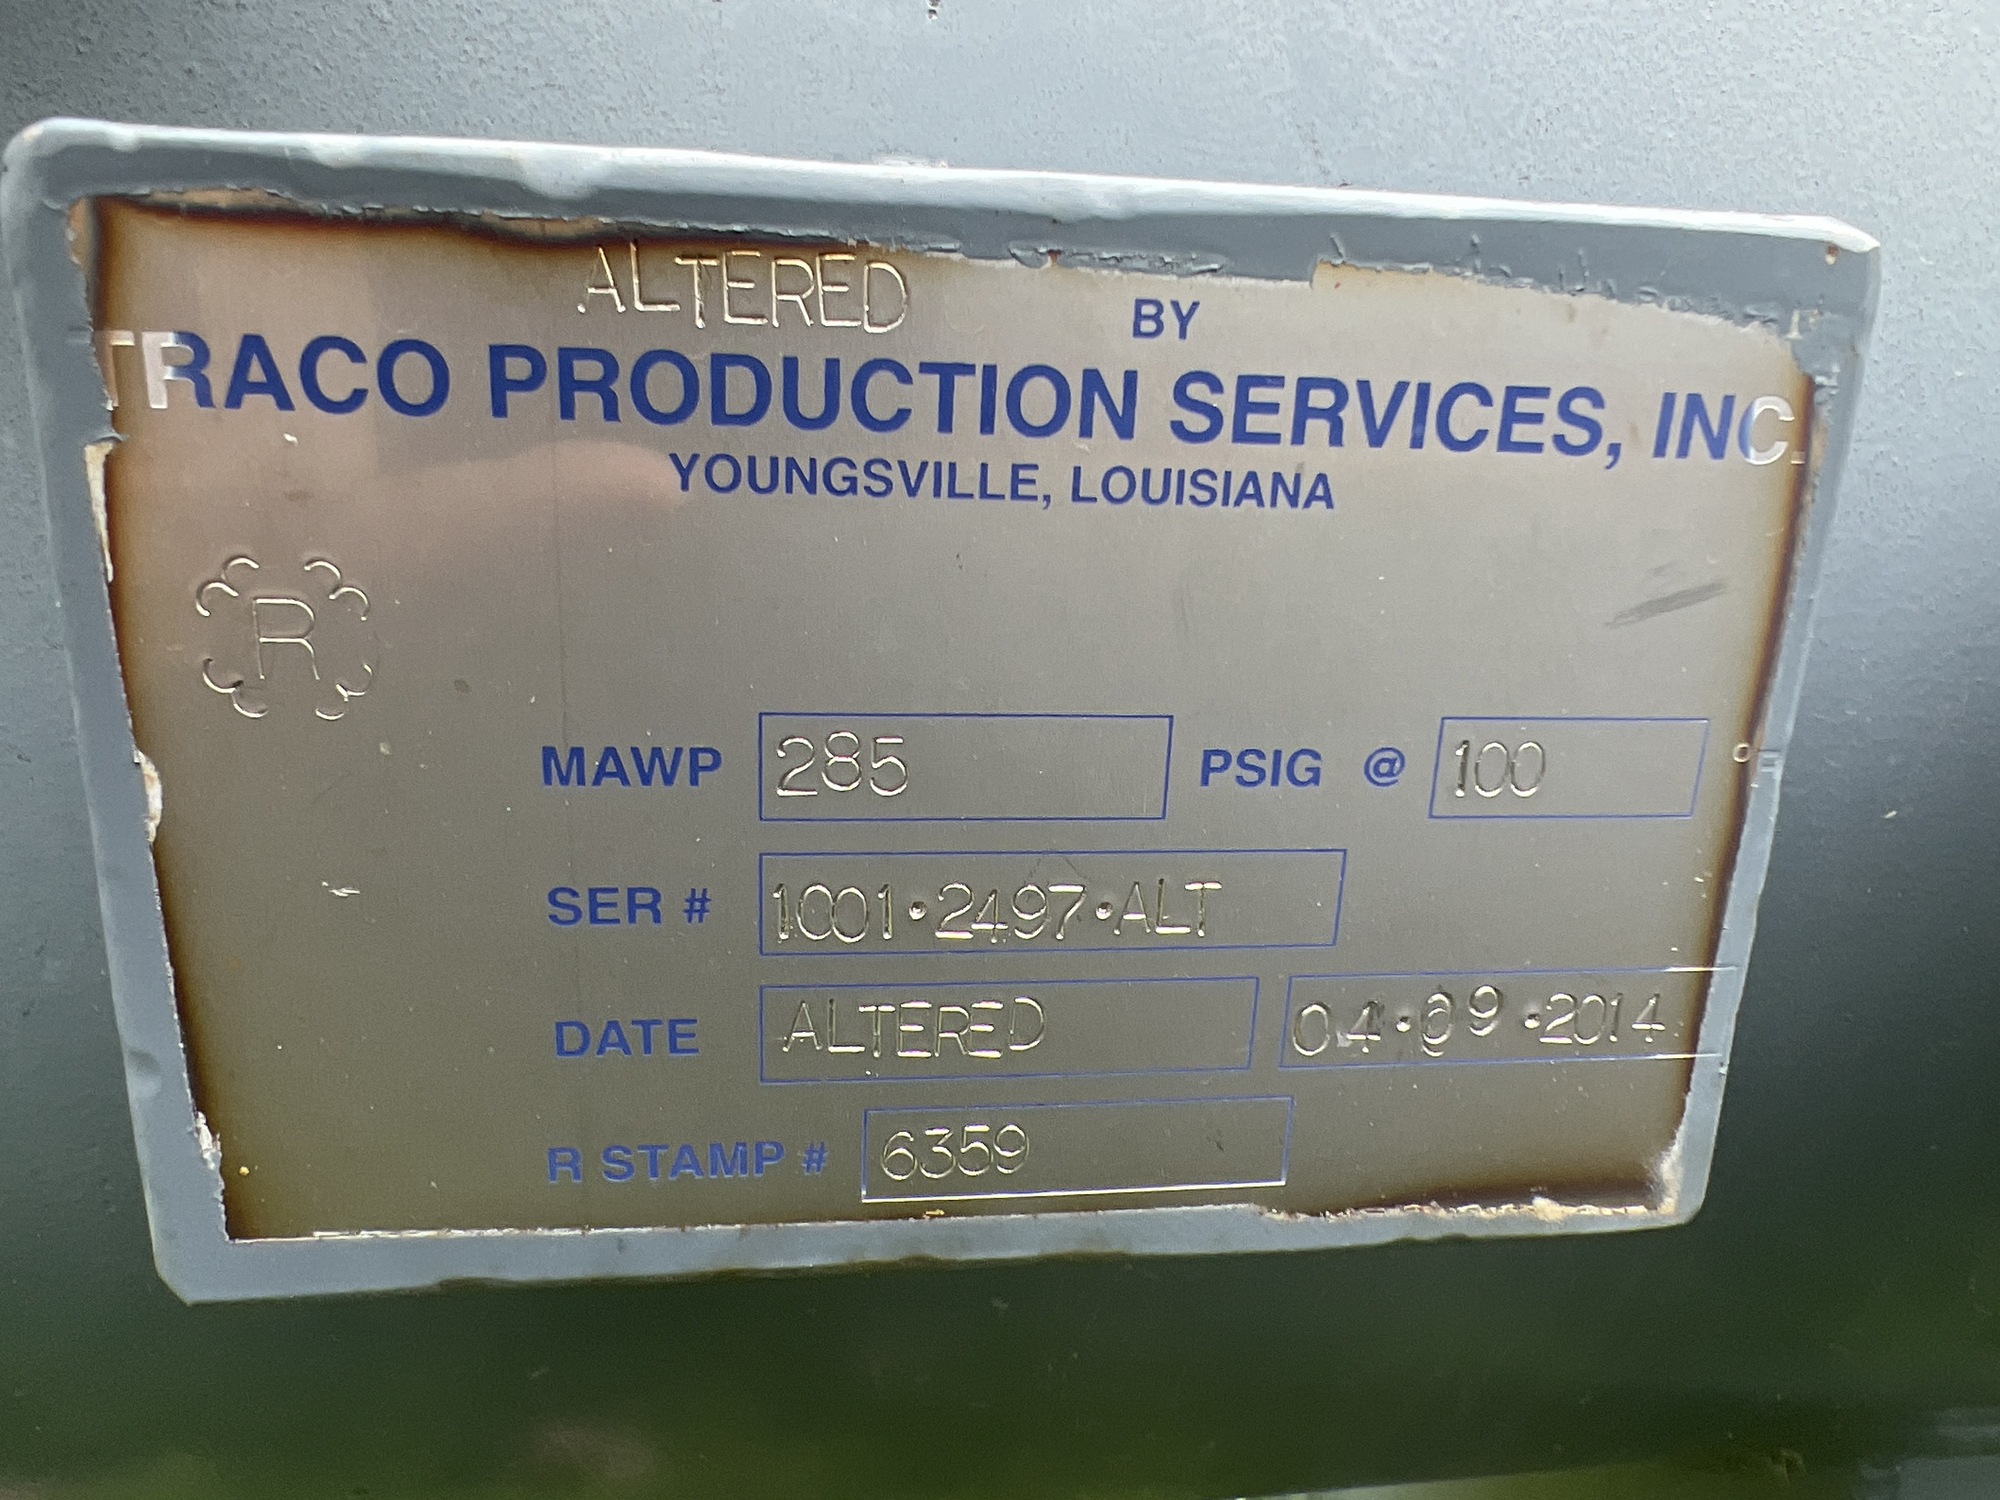 ALTERED BY
TRACO PRODUCTION SERVICES, INC.
YOUNGSVILLE, LOUISIANA
R
MAWP 285 PSIG @ 100 °F
SER # 1001•2497•ALT
DATE ALTERED 04•09•2014
R STAMP # 6359